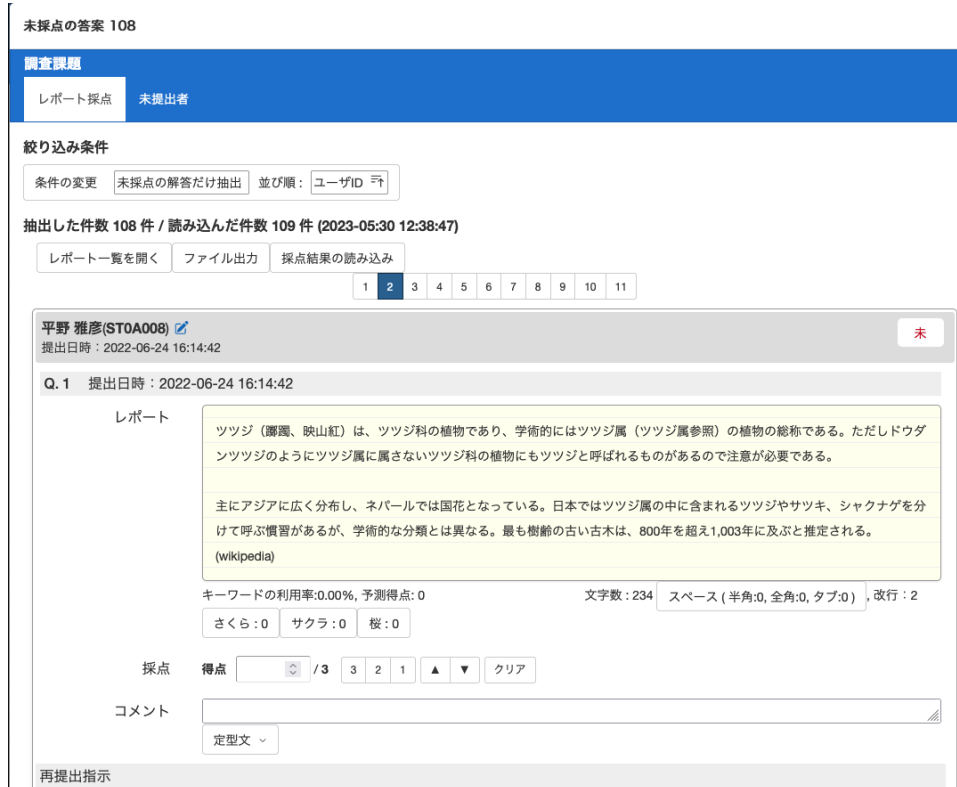 未採点の答案 108
調査課題
レポート採点 未提出者
絞り込み条件
条件の変更 未採点の解答だけ抽出 並び順 : ユーザID
抽出した件数 108 件 / 読み込んだ件数 109 件 (2023-05:30 12:38:47)
レポート一覧を開く ファイル出力 採点結果の読み込み
1 2 3 4 5 6 7 8 9 10 11
平野 雅彦(ST0A008) 未
提出日時：2022-06-24 16:14:42
Q. 1 提出日時：2022-06-24 16:14:42
レポート
ツツジ（躑躅、映山紅）は、ツツジ科の植物であり、学術的にはツツジ属（ツツジ属参照）の植物の総称である。ただしドウダ
ンツツジのようにツツジ属に属さないツツジ科の植物にもツツジと呼ばれるものがあるので注意が必要である。
主にアジアに広く分布し、ネパールでは国花となっている。日本ではツツジ属の中に含まれるツツジやサツキ、シャクナゲを分
けて呼ぶ慣習があるが、学術的な分類とは異なる。最も樹齢の古い古木は、800年を超え1,003年に及ぶと推定される。
(wikipedia)
キーワードの利用率:0.00%, 予測得点: 0 文字数 : 234 スペース ( 半角:0, 全角:0, タブ:0 ) , 改行：2
さくら : 0 サクラ : 0 桜 : 0
採点 得点 / 3 3 2 1 ▲ ▼ クリア
コメント
定型文
再提出指示